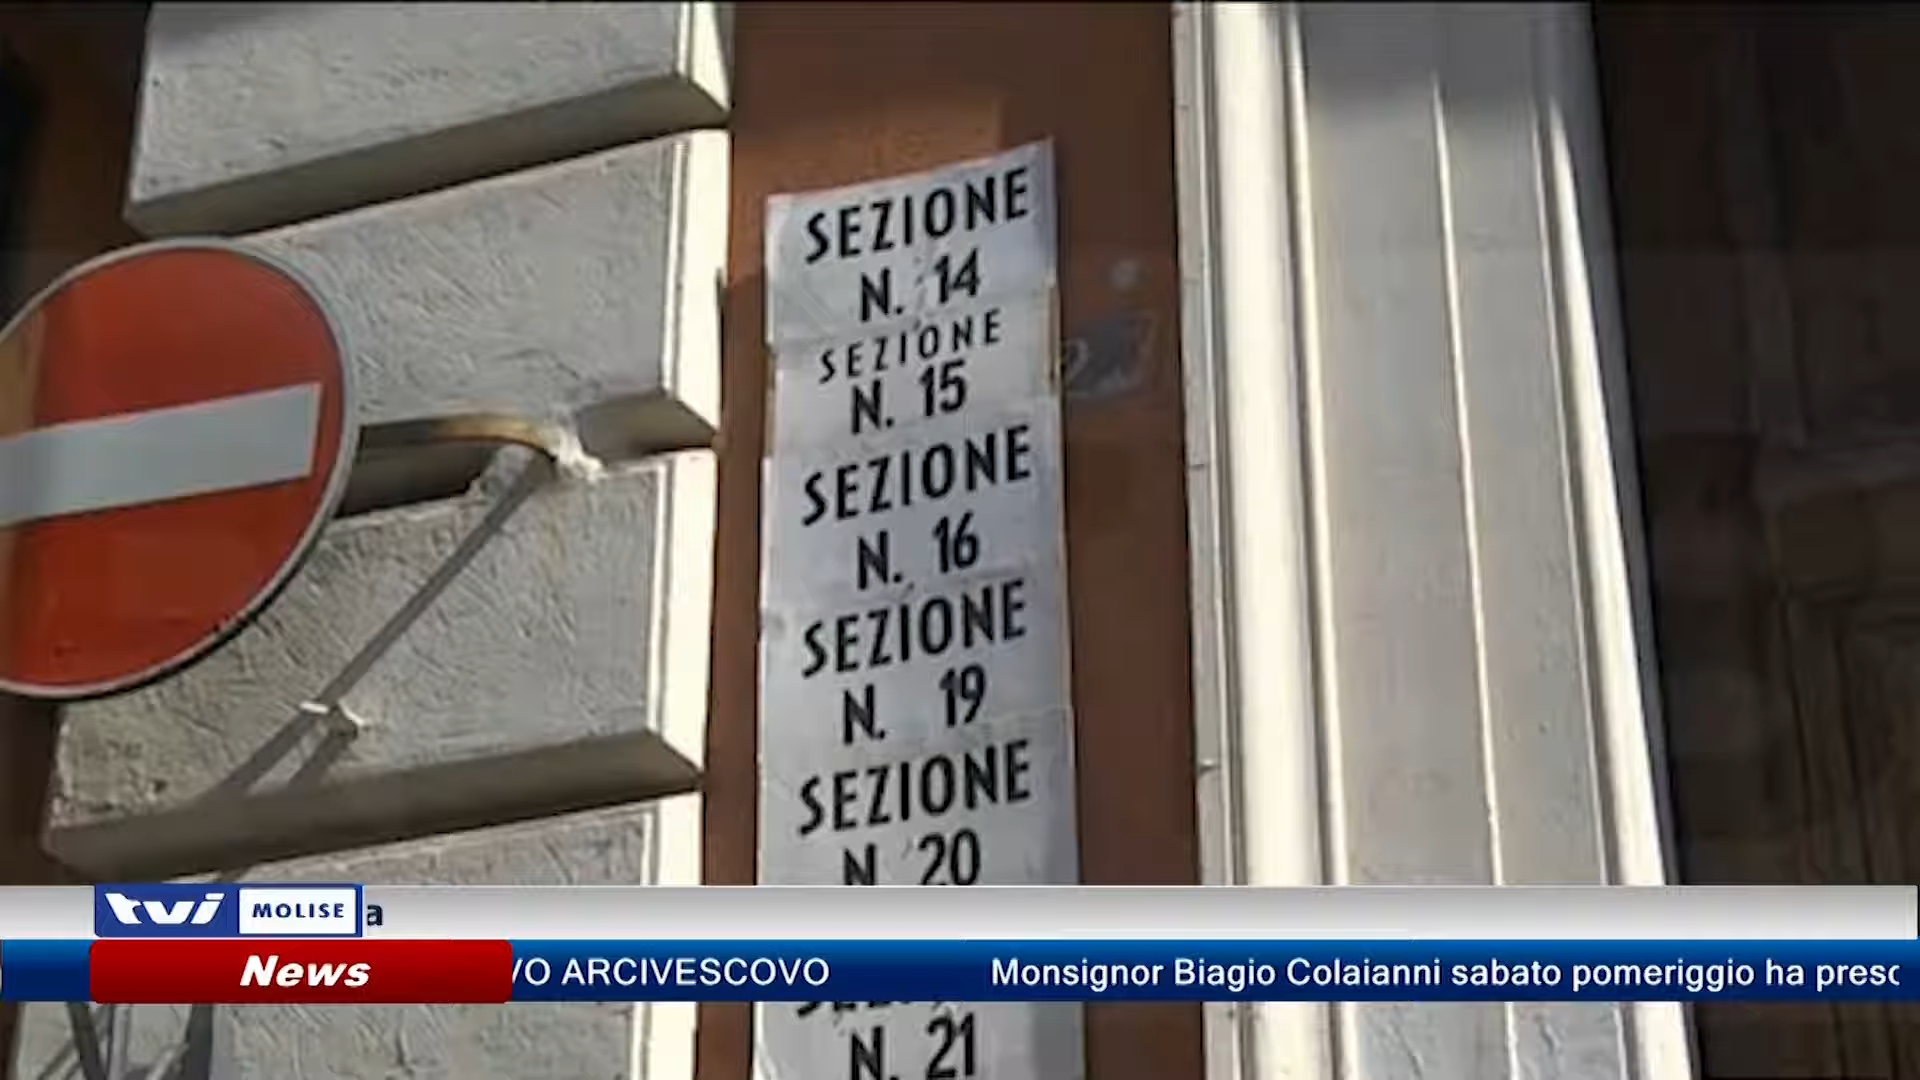 SEZIONE
N. 14
SEZIONE
N. 15
SEZIONE
N. 16
SEZIONE
N. 19
SEZIONE
N. 20
tvi MOLISE a
News VO ARCIVESCOVO Monsignor Biagio Colaianni sabato pomeriggio ha presc
N. 21